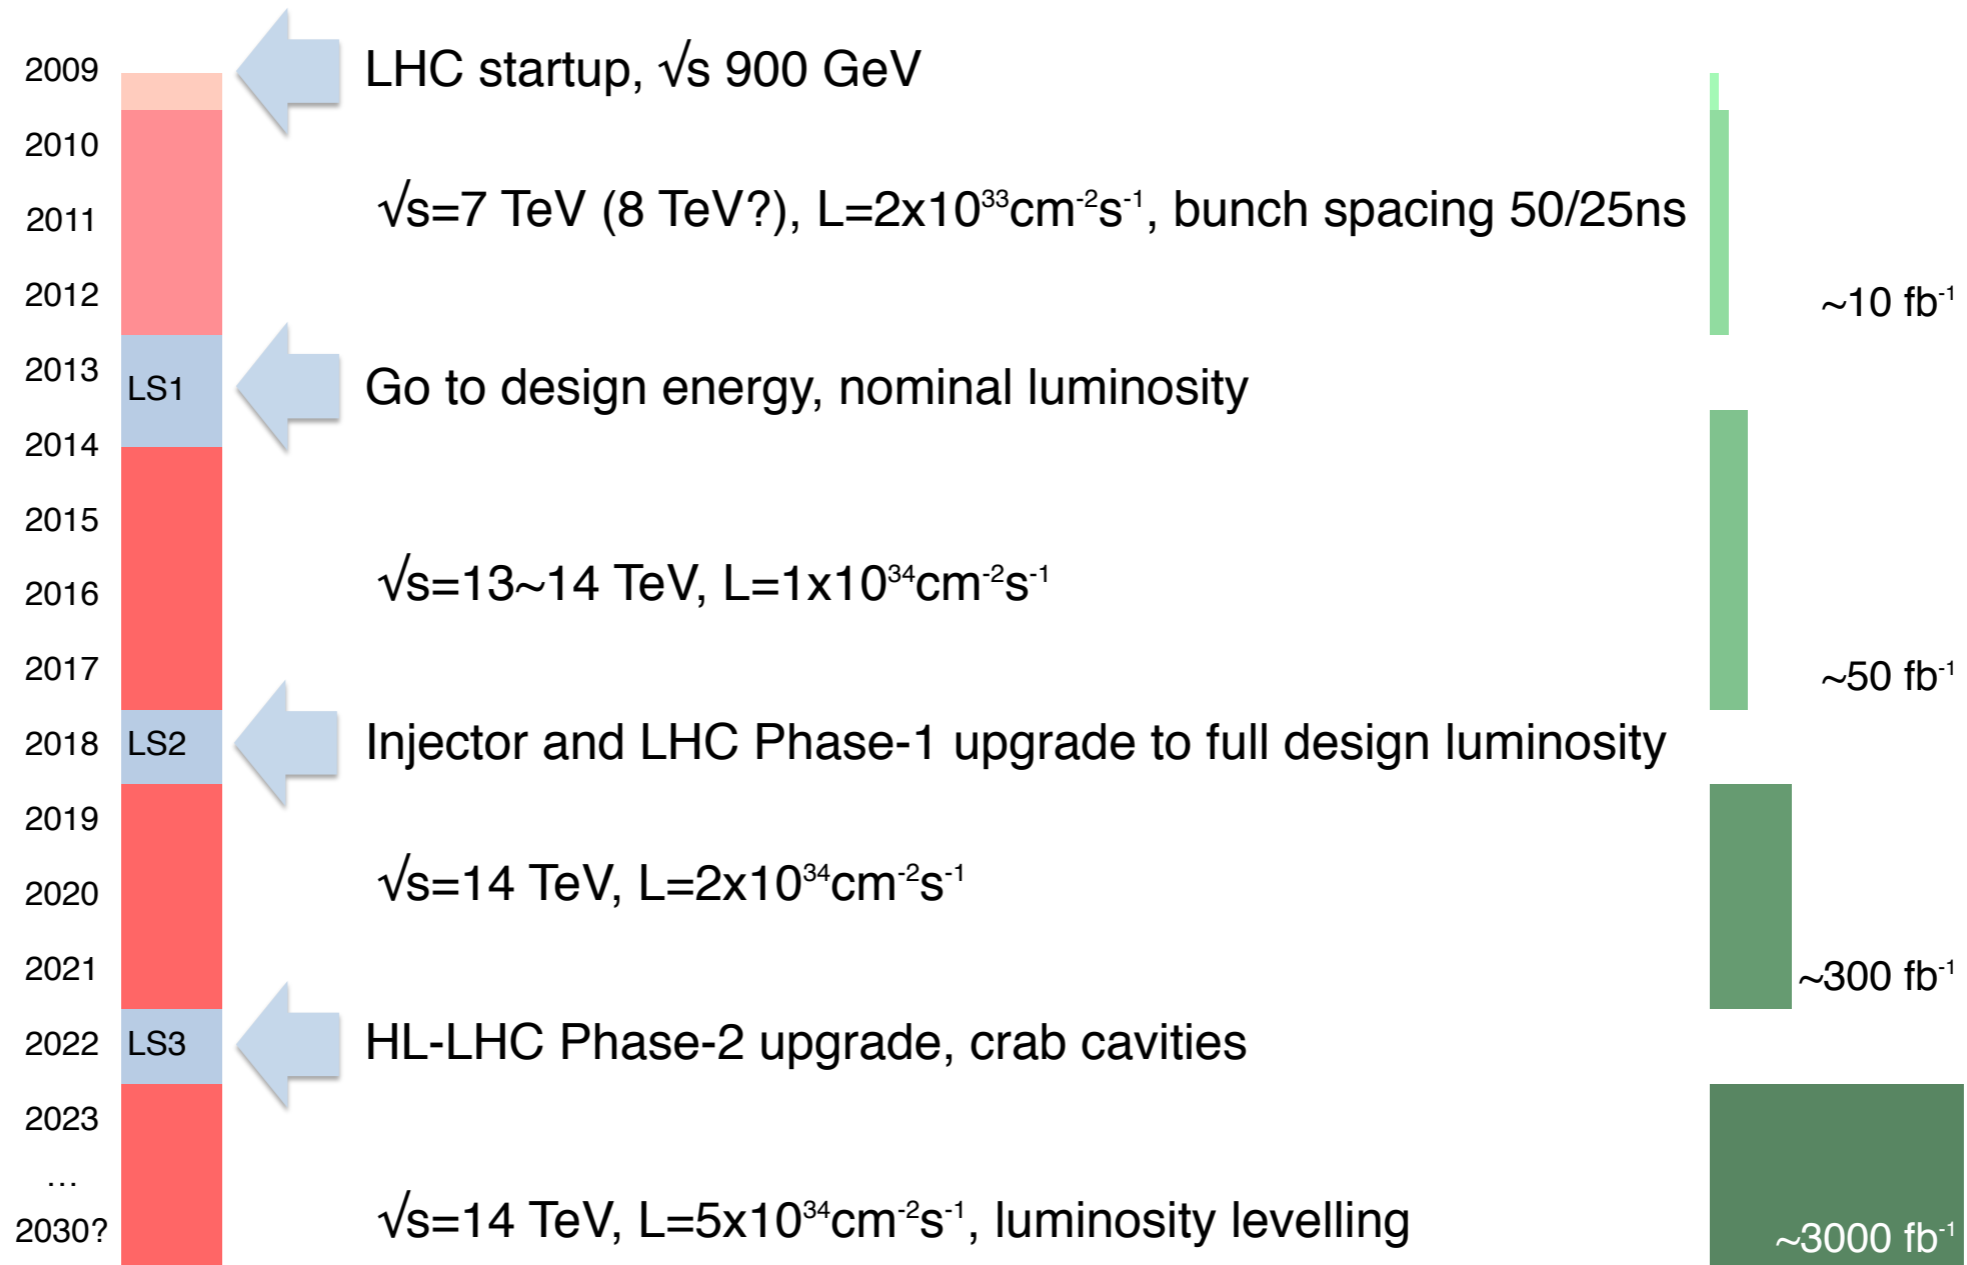 2009
LHC startup, √s 900 GeV
2010
2011
√s=7 TeV (8 TeV?), L=2x10³³cm⁻²s⁻¹, bunch spacing 50/25ns
2012
~10 fb⁻¹
2013
LS1
Go to design energy, nominal luminosity
2014
2015
2016
√s=13~14 TeV, L=1x10³⁴cm⁻²s⁻¹
2017
~50 fb⁻¹
2018
LS2
Injector and LHC Phase-1 upgrade to full design luminosity
2019
2020
√s=14 TeV, L=2x10³⁴cm⁻²s⁻¹
2021
~300 fb⁻¹
2022
LS3
HL-LHC Phase-2 upgrade, crab cavities
2023
...
2030?
√s=14 TeV, L=5x10³⁴cm⁻²s⁻¹, luminosity levelling
~3000 fb⁻¹